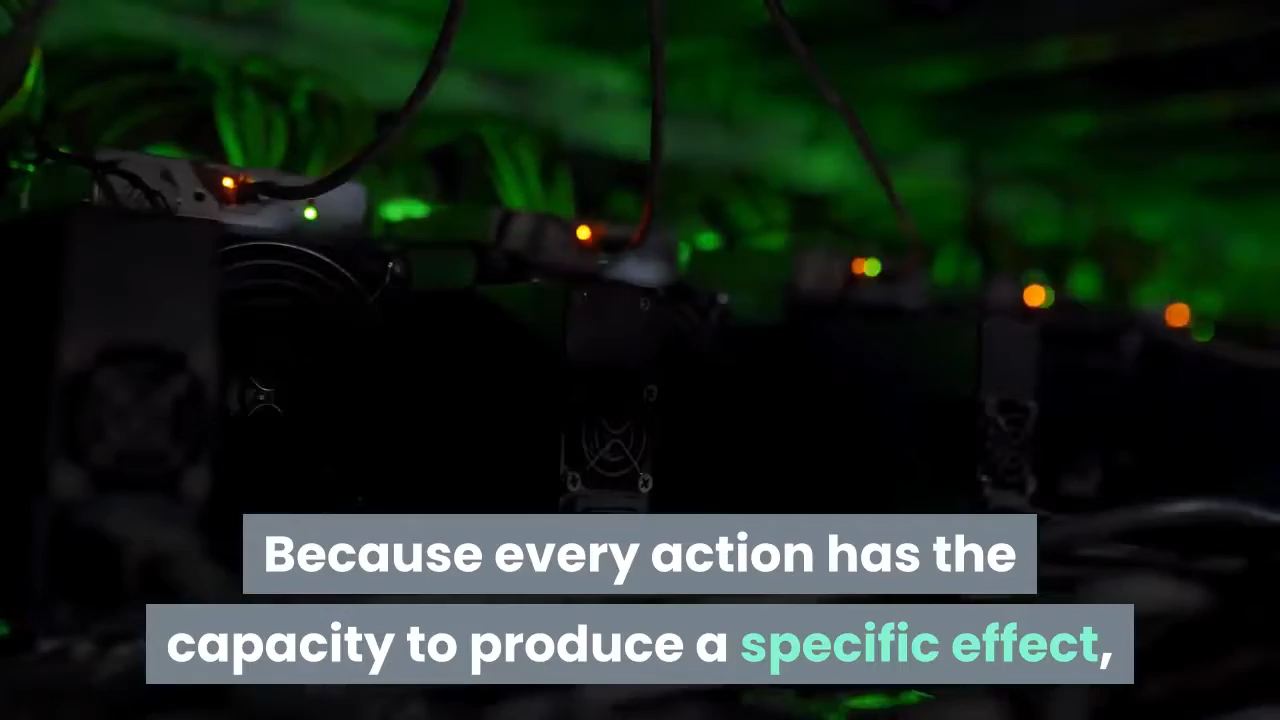 Because every action has the
capacity to produce a specific effect,